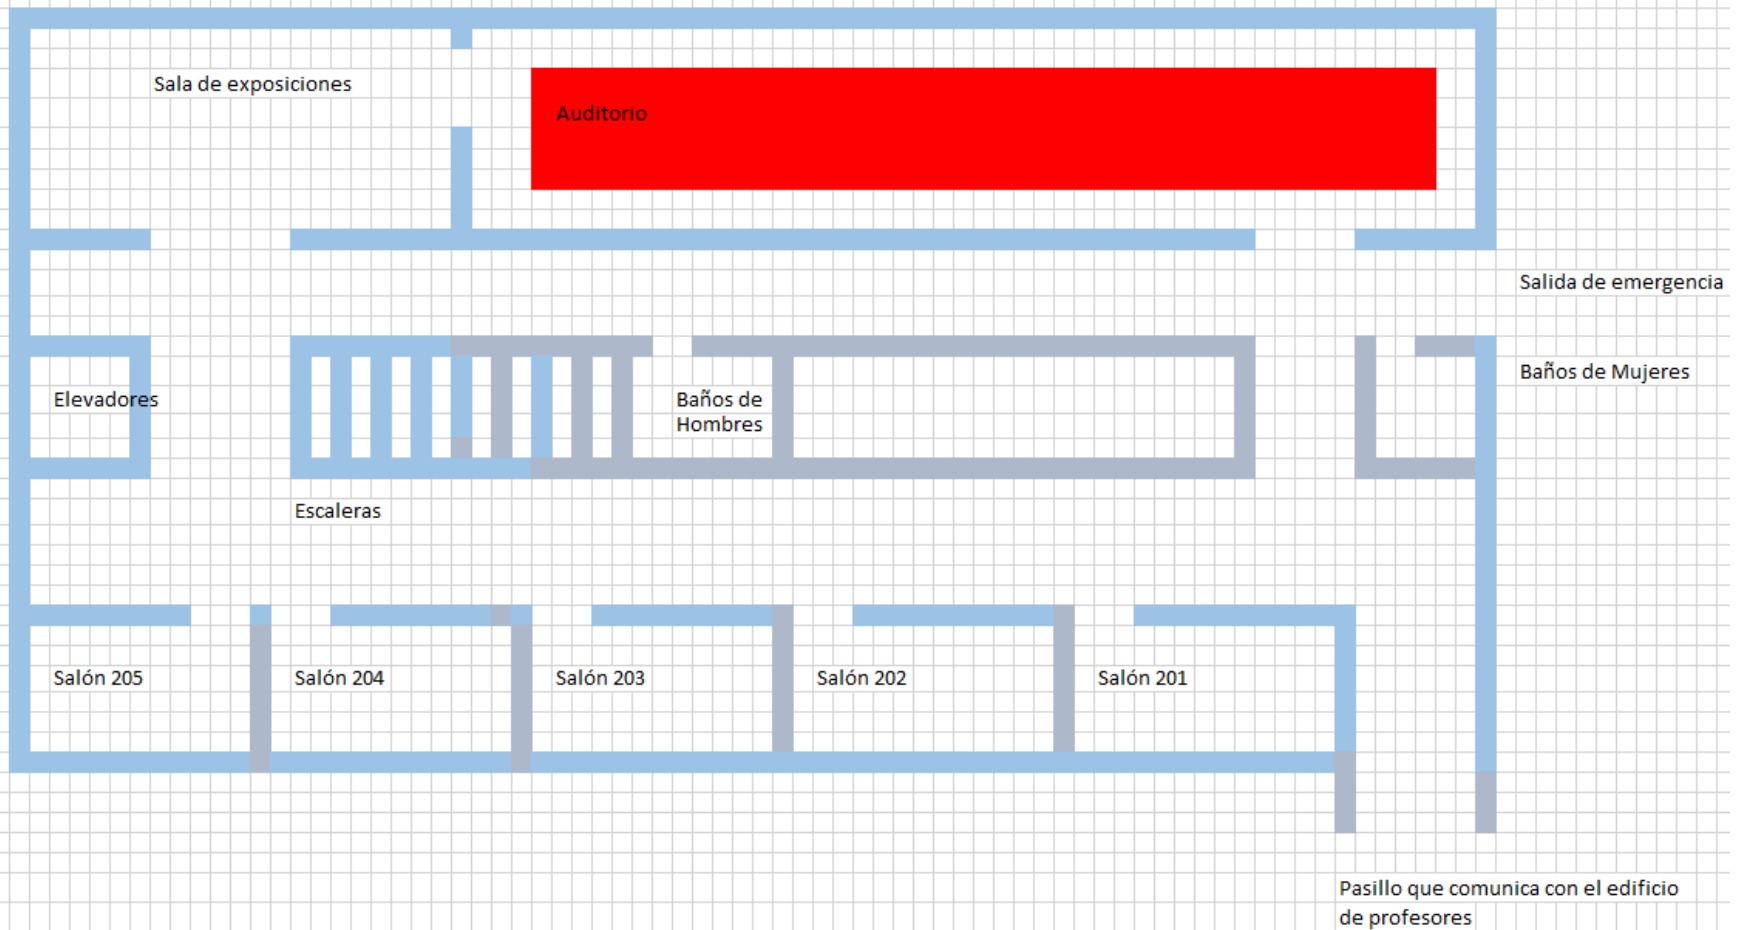 Sala de exposiciones
Auditorio
Salida de emergencia
Baños de Mujeres
Elevadores
Baños de
Hombres
Escaleras
Salón 205
Salón 204
Salón 203
Salón 202
Salón 201
Pasillo que comunica con el edificio
de profesores